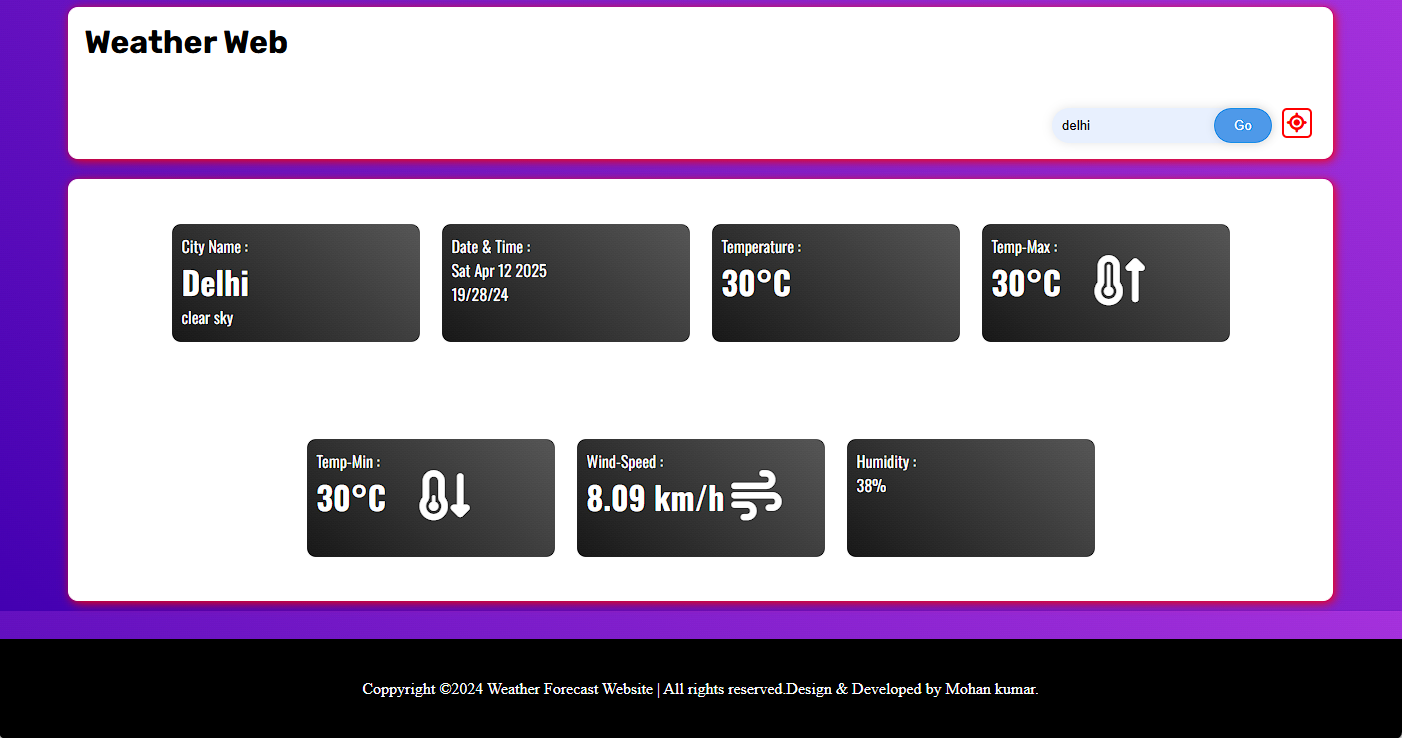 Weather Web
delhi
Go
City Name :
Delhi
clear sky
Date & Time :
Sat Apr 12 2025
19/28/24
Temperature :
30°C
Temp-Max :
30°C
Temp-Min :
30°C
Wind-Speed :
8.09 km/h
Humidity :
38%
Coppyright ©2024 Weather Forecast Website | All rights reserved.Design & Developed by Mohan kumar.